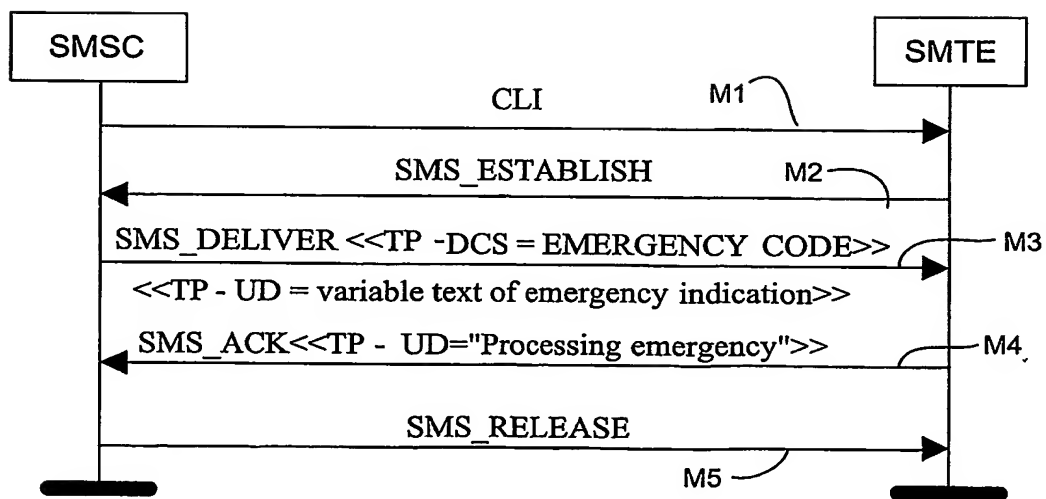 SMSC
SMTE
CLI
M1
SMS_ESTABLISH
M2
SMS_DELIVER <<TP -DCS = EMERGENCY CODE>>
M3
<<TP - UD = variable text of emergency indication>>
SMS_ACK<<TP - UD="Processing emergency">>
M4
SMS_RELEASE
M5